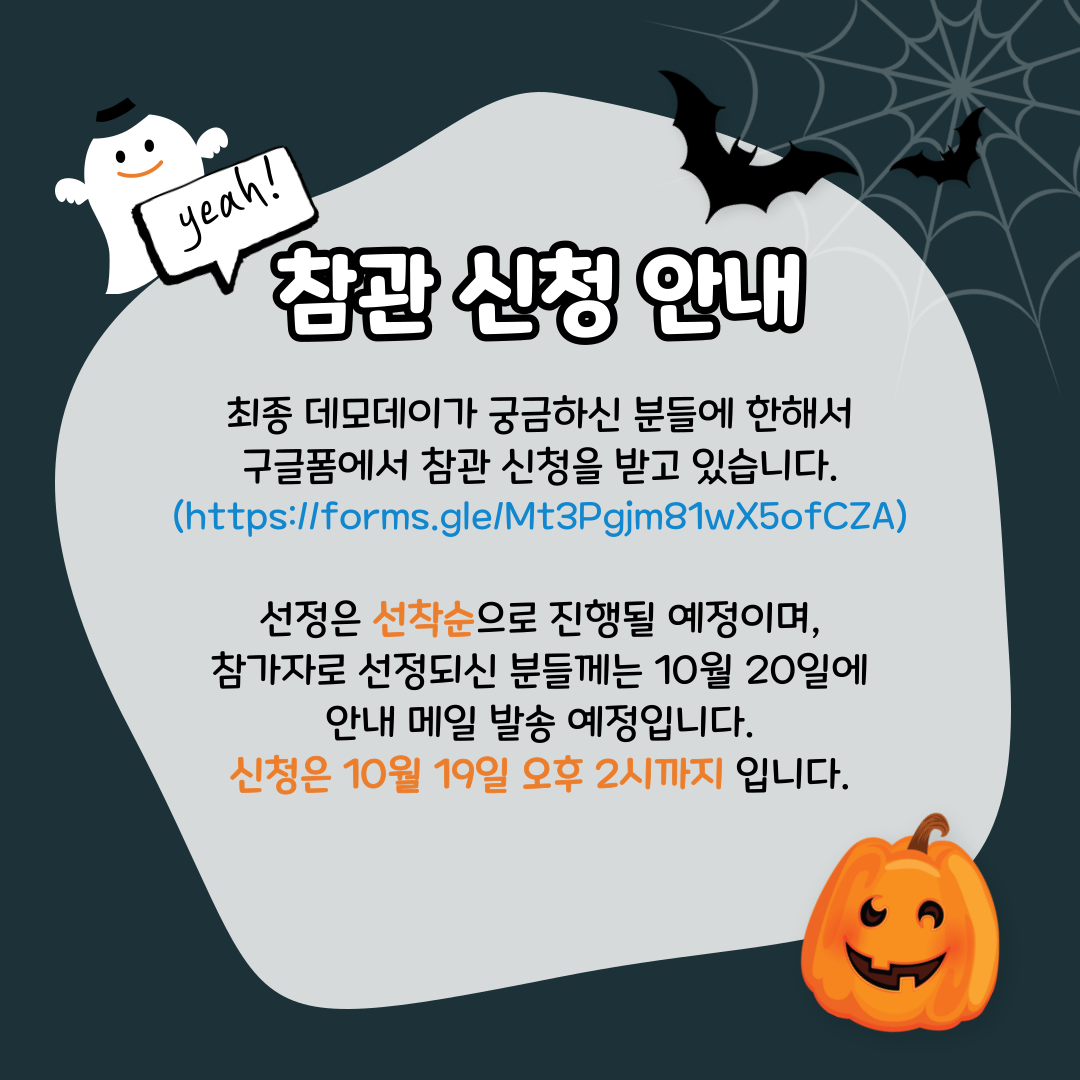 yeah!
참관 신청 안내
최종 데모데이가 궁금하신 분들에 한해서
구글폼에서 참관 신청을 받고 있습니다.
(https://forms.gle/Mt3Pgjm81wX5ofCZA)
선정은 선착순으로 진행될 예정이며,
참가자로 선정되신 분들께는 10월 20일에
안내 메일 발송 예정입니다.
신청은 10월 19일 오후 2시까지 입니다.